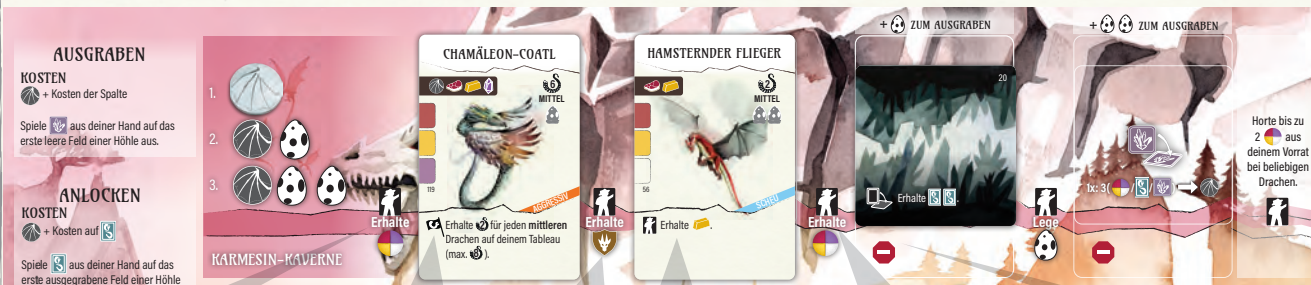 AUSGRABEN
KOSTEN
+ Kosten der Spalte
Spiele aus deiner Hand auf das
erste leere Feld einer Höhle aus.
ANLOCKEN
KOSTEN
+ Kosten auf
Spiele aus deiner Hand auf das
erste ausgegrabene Feld einer Höhle
1.
2.
3.
KARMESIN-KAVERNE
Erhalte
CHAMÄLEON-COATL
6
MITTEL
119
AGGRESSIV
Erhalte 2 für jeden mittleren
Drachen auf deinem Tableau
(max. 8).
Erhalte
HAMSTERNDER FLIEGER
2
MITTEL
56
SCHEU
Erhalte .
Erhalte
+ ZUM AUSGRABEN
20
Erhalte .
Lege
+ ZUM AUSGRABEN
1x: 3( / / )
Horte bis zu
2 aus
deinem Vorrat
bei beliebigen
Drachen.